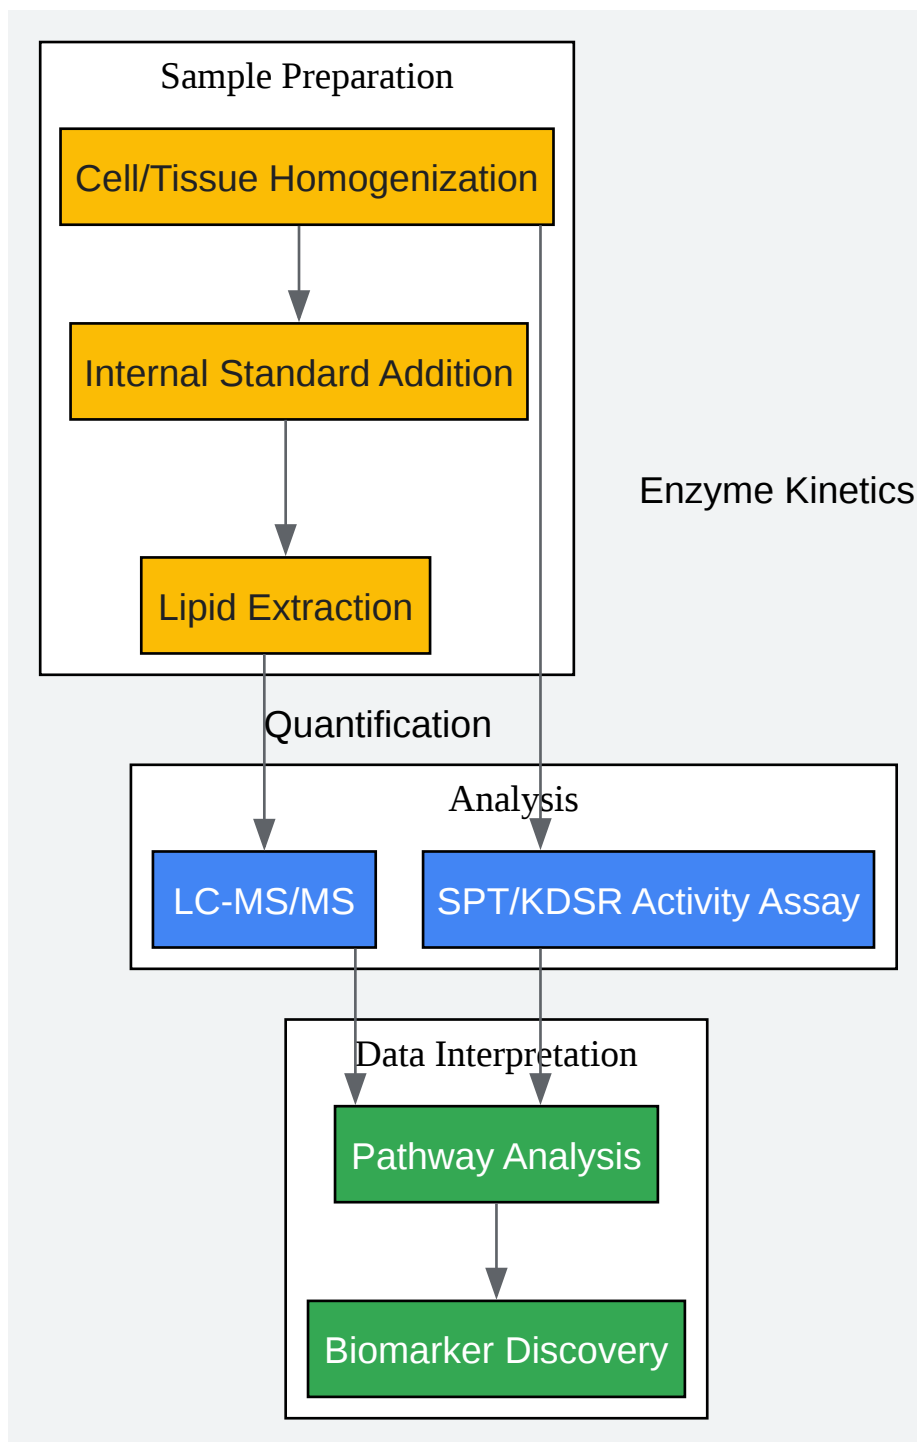 Sample Preparation
Cell/Tissue Homogenization
Internal Standard Addition
Enzyme Kinetics
Lipid Extraction
Quantification
Analysis
LC-MS/MS
SPT/KDSR Activity Assay
Data Interpretation
Pathway Analysis
Biomarker Discovery